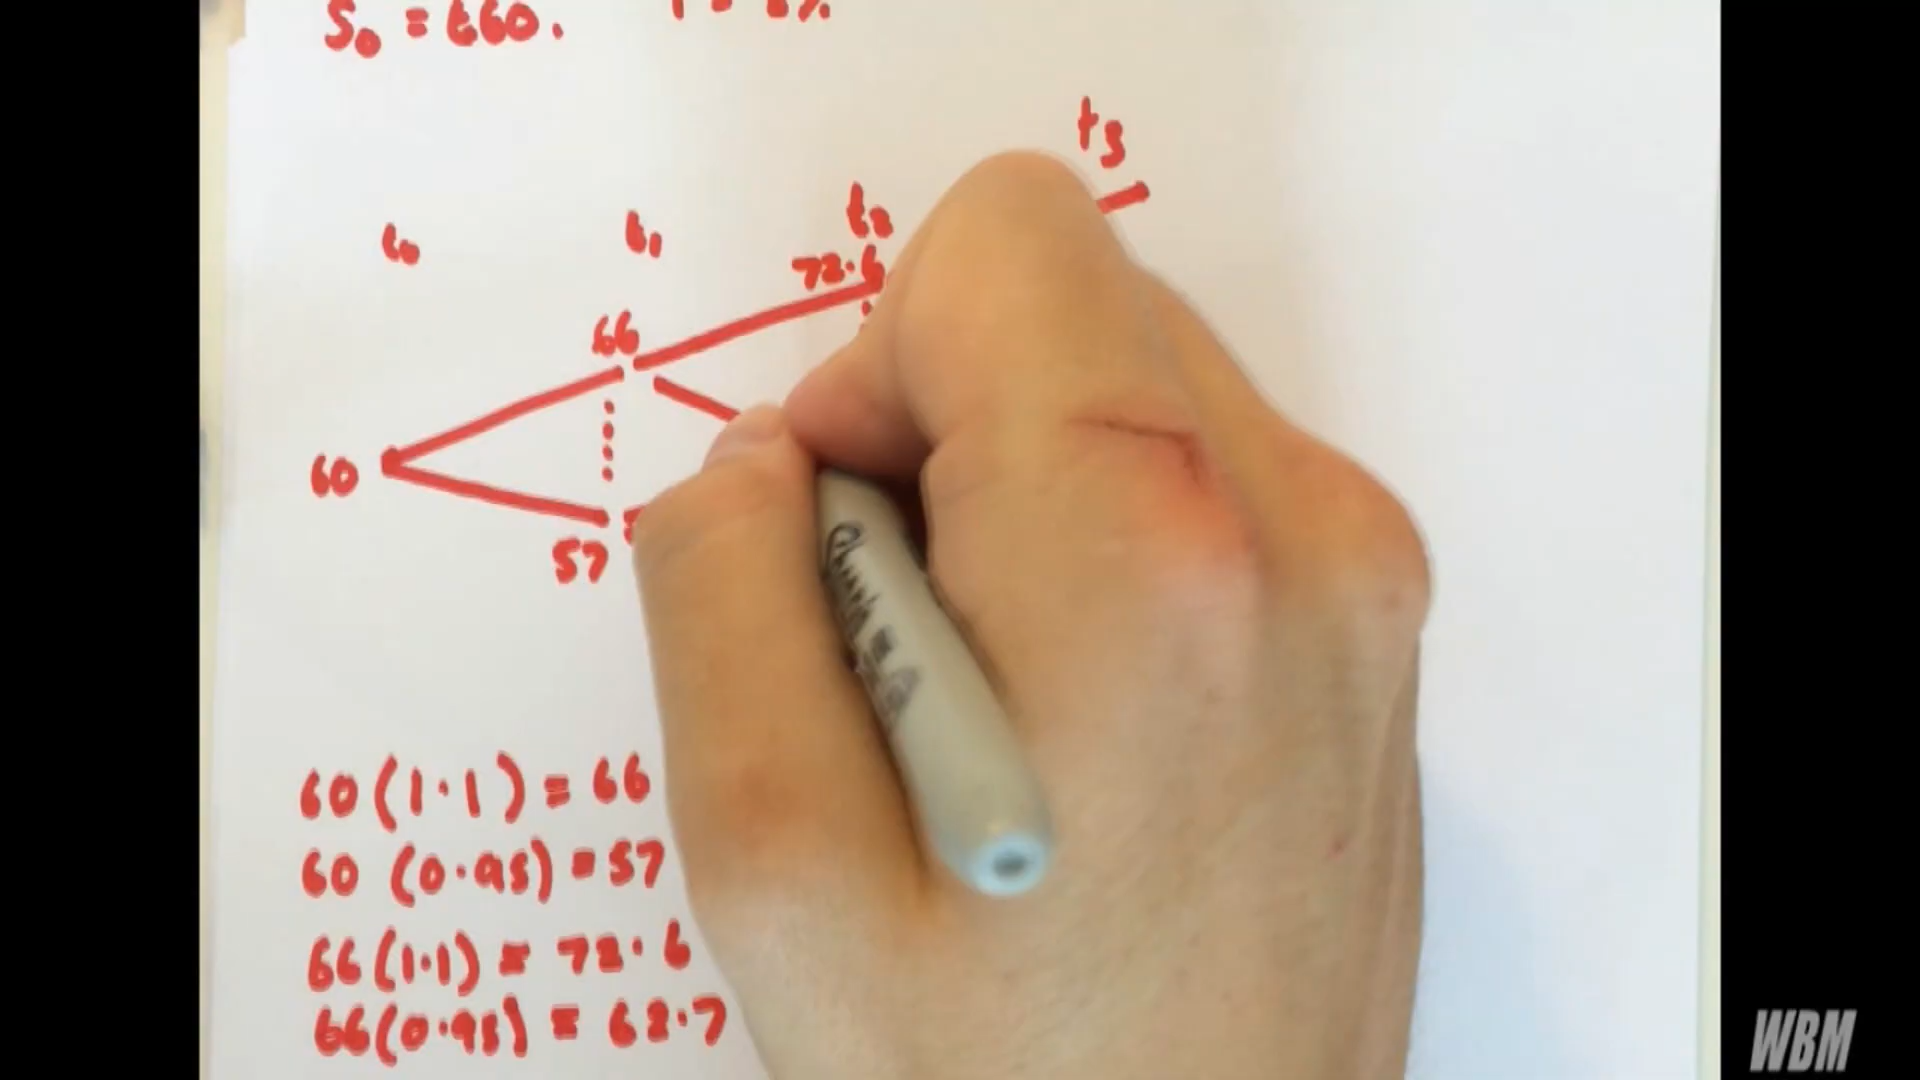 S₀ = £60.
t₀ t₁ t₂ t₃
72.6
66
60
57
60 (1.1) = 66
60 (0.95) = 57
66 (1.1) = 72.6
66 (0.95) = 62.7
WBM